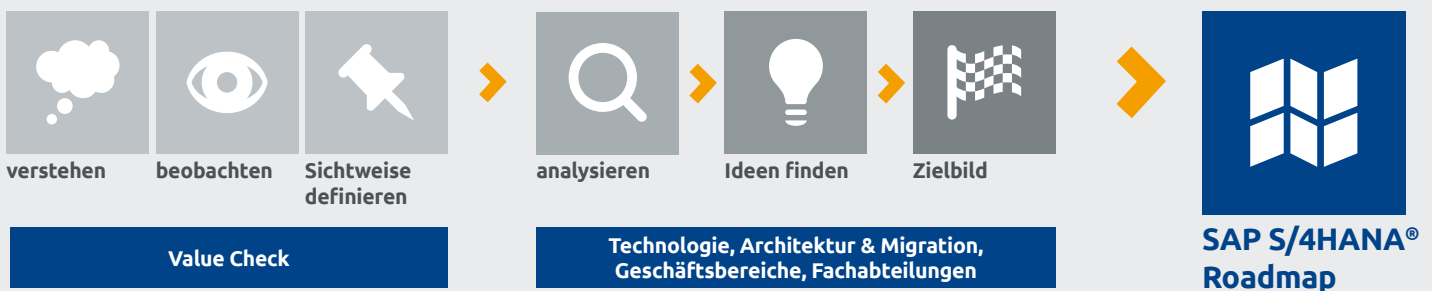 verstehen
beobachten
Sichtweise
definieren
Value Check
analysieren
Ideen finden
Zielbild
Technologie, Architektur & Migration,
Geschäftsbereiche, Fachabteilungen
SAP S/4HANA®
Roadmap